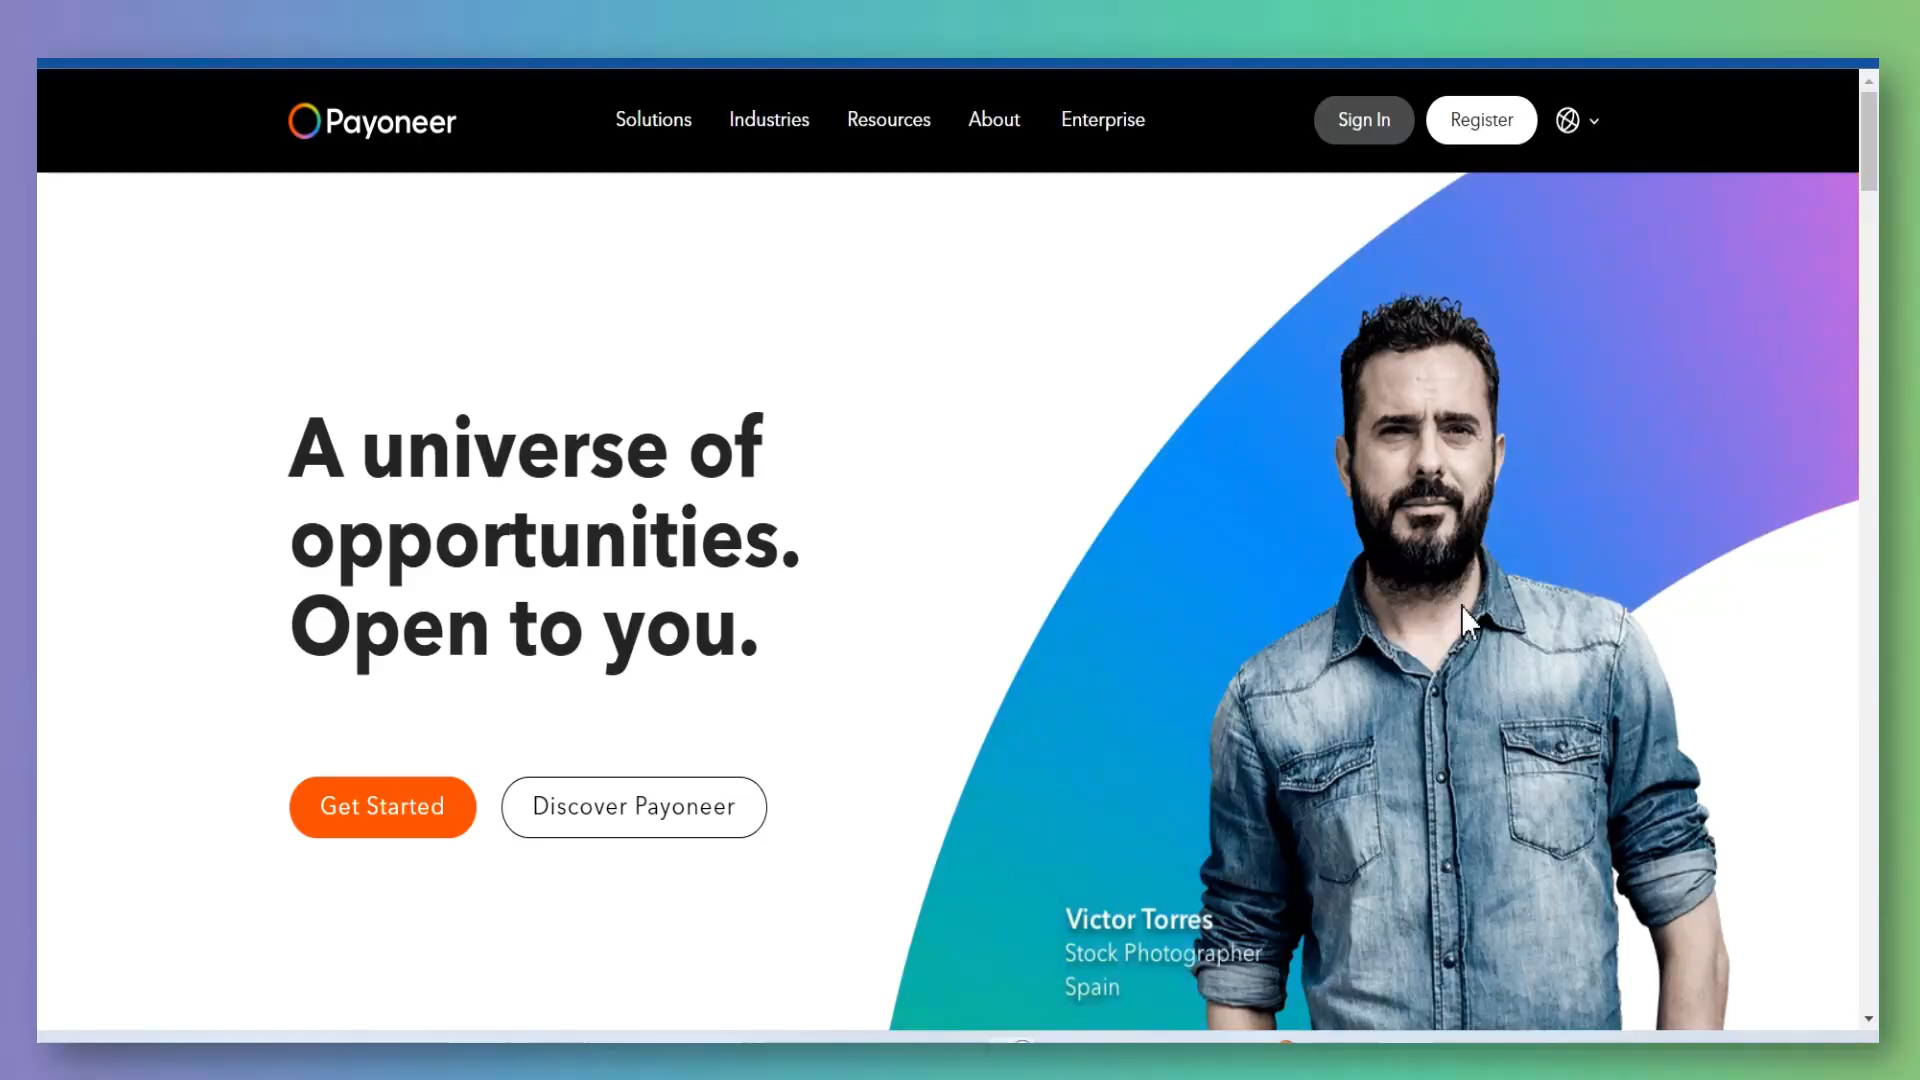 Payoneer
Solutions Industries Resources About Enterprise
Sign In Register
A universe of
opportunities.
Open to you.
Get Started Discover Payoneer
Victor Torres
Stock Photographer
Spain